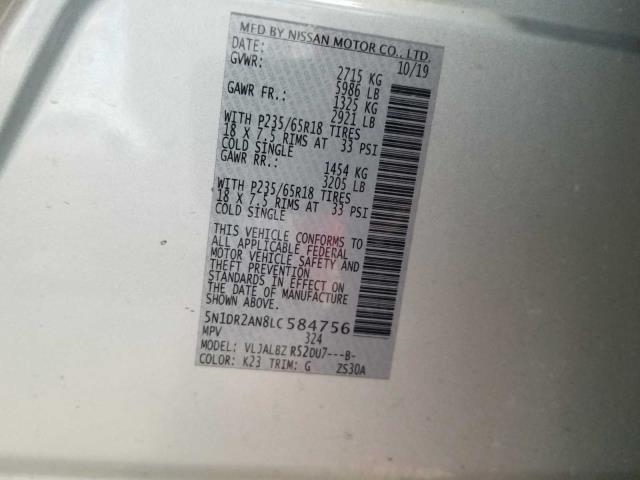 MFD BY NISSAN MOTOR CO., LTD.
DATE: 10/19
GVWR: 2715 KG
5986 LB
GAWR FR.: 1325 KG
2921 LB
WITH P235/65R18 TIRES
18 X 7.5 RIMS AT 33 PSI
COLD SINGLE
GAWR RR.: 1454 KG
3205 LB
WITH P235/65R18 TIRES
18 X 7.5 RIMS AT 33 PSI
COLD SINGLE
THIS VEHICLE CONFORMS TO
ALL APPLICABLE FEDERAL
MOTOR VEHICLE SAFETY AND
THEFT PREVENTION
STANDARDS IN EFFECT ON
THE DATE OF MANUFACTURE
SHOWN ABOVE.
5N1DR2AN8LC584756
MPV 324
MODEL: VLJALBZ R52DU7---B-
COLOR: K23 TRIM: G ZS30A